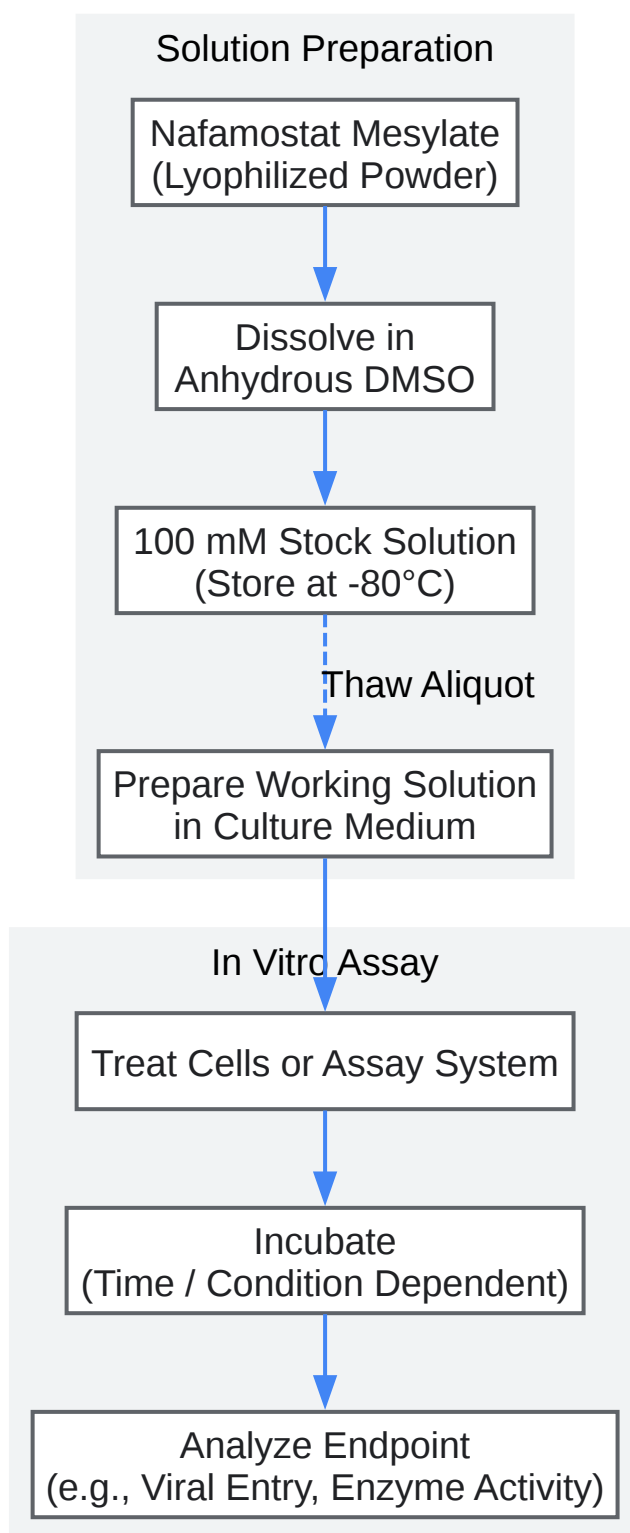 Solution Preparation
Nafamostat Mesylate
(Lyophilized Powder)
Dissolve in
Anhydrous DMSO
100 mM Stock Solution
(Store at -80°C)
Thaw Aliquot
Prepare Working Solution
in Culture Medium
In Vitro Assay
Treat Cells or Assay System
Incubate
(Time / Condition Dependent)
Analyze Endpoint
(e.g., Viral Entry, Enzyme Activity)